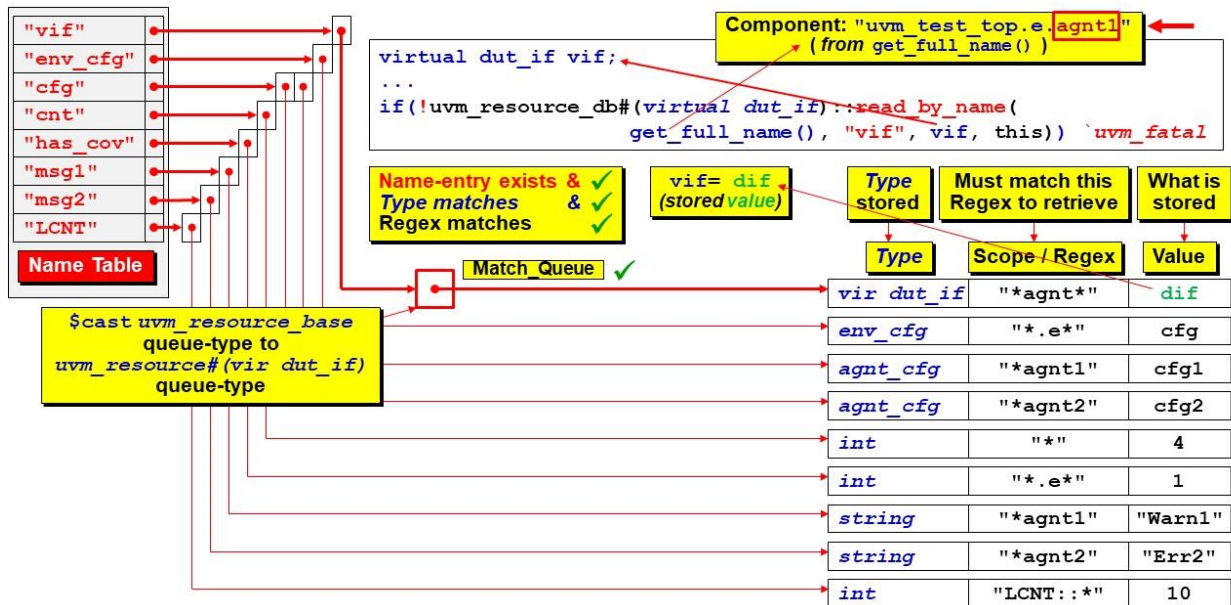 "vif"
"env_cfg"
"cfg"
"cnt"
"has_cov"
"msg1"
"msg2"
"LCNT"
Name Table
Component: "uvm_test_top.e.agnt1"
( from get_full_name() )
virtual dut_if vif;
...
if(!uvm_resource_db#(virtual dut_if)::read_by_name(
get_full_name(), "vif", vif, this)) `uvm_fatal
Name-entry exists & ✓
Type matches & ✓
Regex matches ✓
vif= dif
(stored value)
Type
stored
Must match this
Regex to retrieve
What is
stored
Match_Queue ✓
Type Scope / Regex Value
vir dut_if "*agnt*" dif
env_cfg "*.e*" cfg
agnt_cfg "*agnt1" cfg1
agnt_cfg "*agnt2" cfg2
int "*" 4
int "*.e*" 1
string "*agnt1" "Warn1"
string "*agnt2" "Err2"
int "LCNT::*" 10
$cast uvm_resource_base
queue-type to
uvm_resource#(vir dut_if)
queue-type